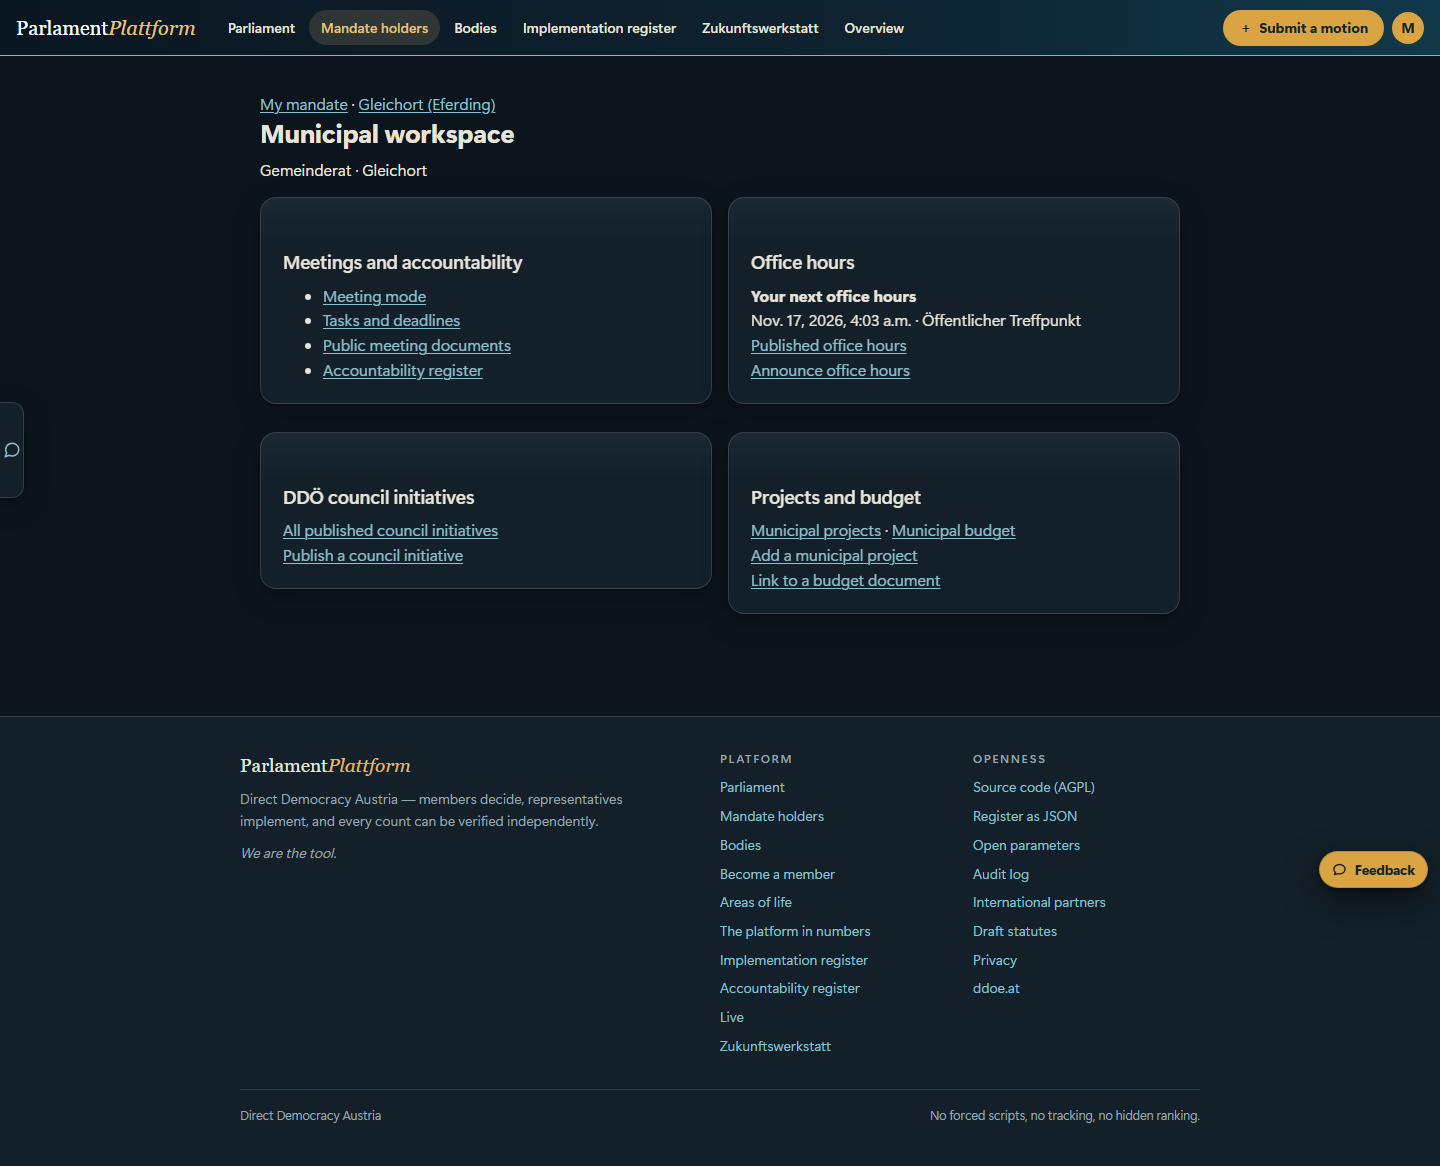 ParlamentPlattform Parliament Mandate holders Bodies Implementation register Zukunftswerkstatt Overview + Submit a motion M
My mandate · Gleichort (Eferding)
Municipal workspace
Gemeinderat · Gleichort
Meetings and accountability
Meeting mode
Tasks and deadlines
Public meeting documents
Accountability register
Office hours
Your next office hours
Nov. 17, 2026, 4:03 a.m. · Öffentlicher Treffpunkt
Published office hours
Announce office hours
DDÖ council initiatives
All published council initiatives
Publish a council initiative
Projects and budget
Municipal projects · Municipal budget
Add a municipal project
Link to a budget document
Feedback
ParlamentPlattform
Direct Democracy Austria — members decide, representatives
implement, and every count can be verified independently.
We are the tool.
PLATFORM
Parliament
Mandate holders
Bodies
Become a member
Areas of life
The platform in numbers
Implementation register
Accountability register
Live
Zukunftswerkstatt
OPENNESS
Source code (AGPL)
Register as JSON
Open parameters
Audit log
International partners
Draft statutes
Privacy
ddoe.at
Direct Democracy Austria
No forced scripts, no tracking, no hidden ranking.